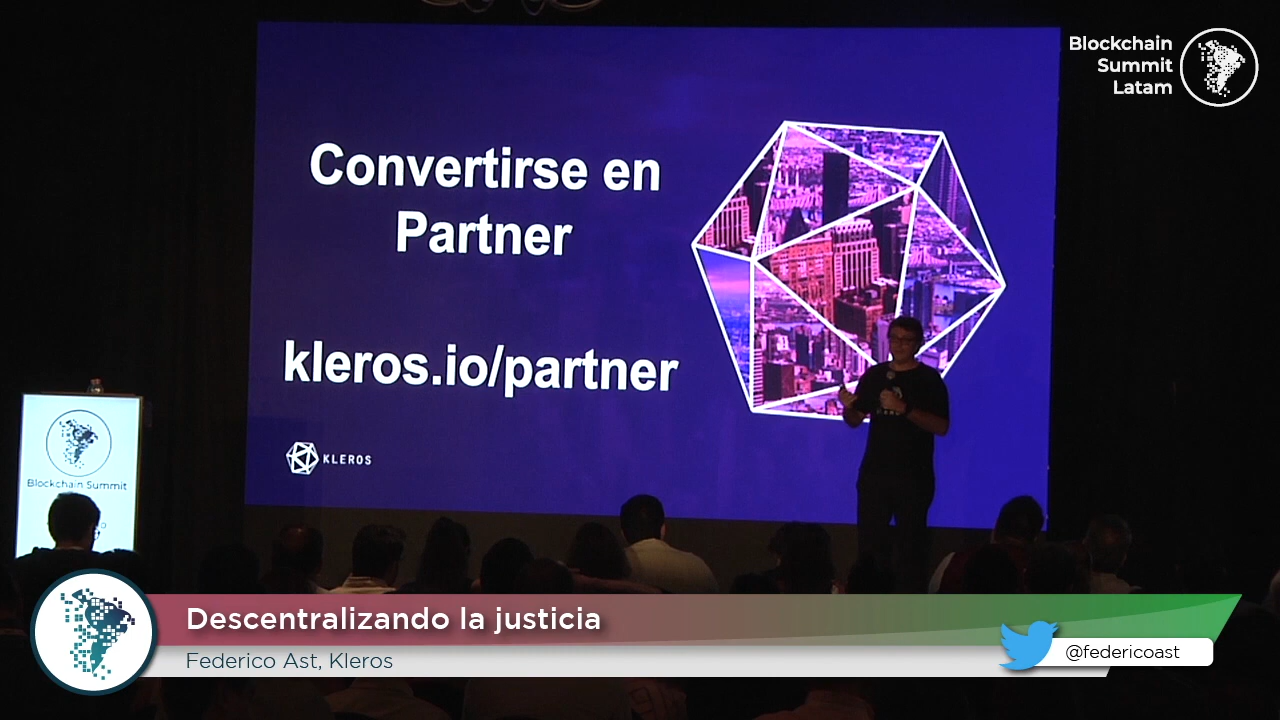 Blockchain
Summit
Latam
Convertirse en
Partner
kleros.io/partner
KLEROS
Blockchain Summit
Descentralizando la justicia
Federico Ast, Kleros
@federicoast